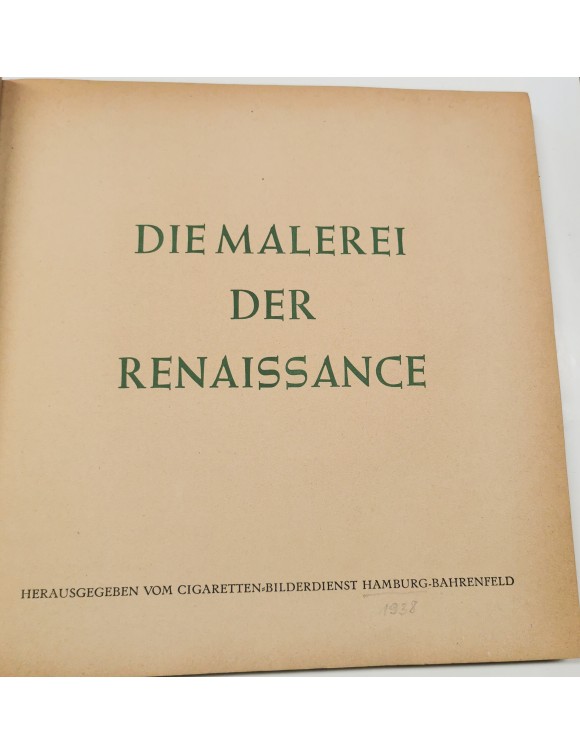 DIE MALEREI
DER
RENAISSANCE
HERAUSGEGEBEN VOM CIGARETTEN=BILDERDIENST HAMBURG-BAHRENFELD
1938